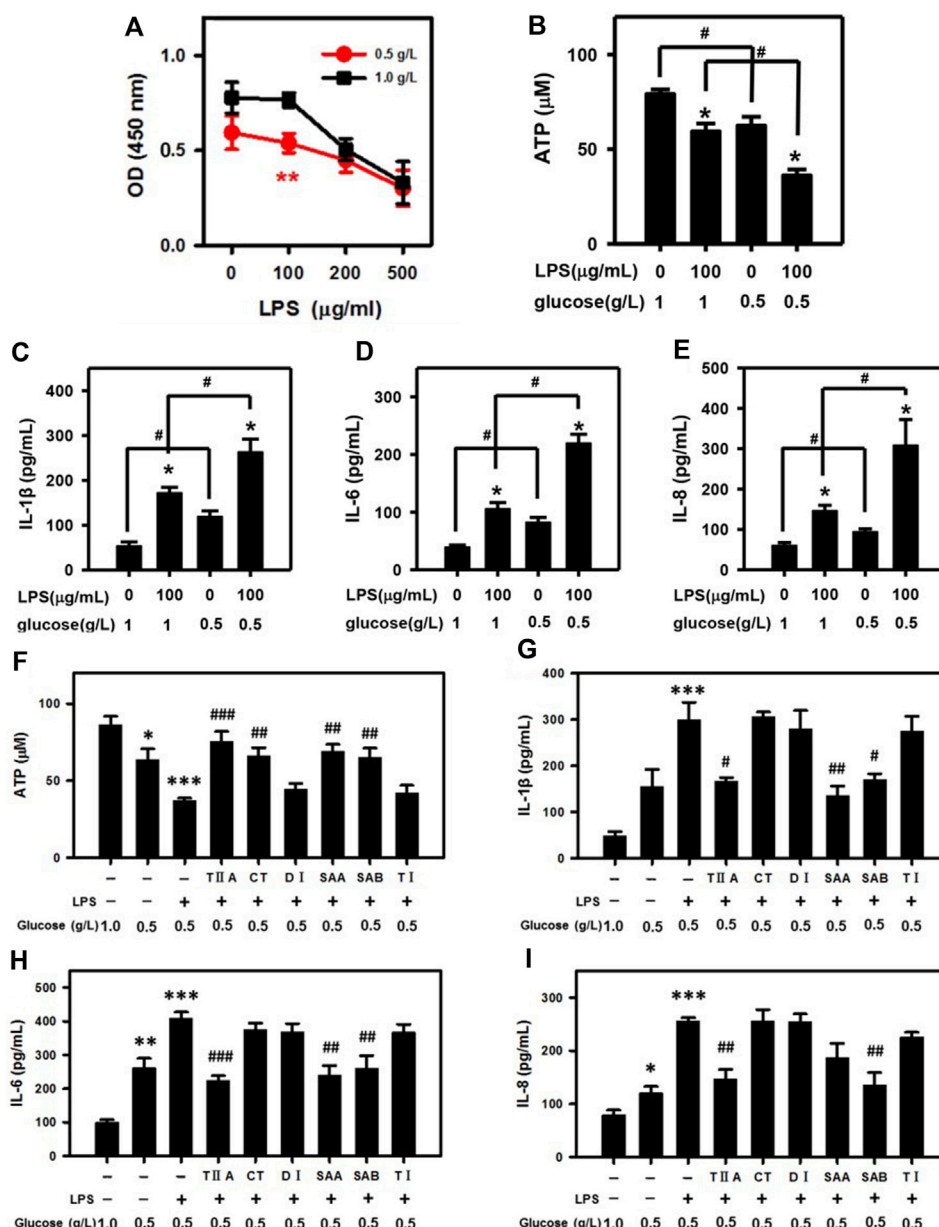 A
1.0
0.5
0.0
OD (450 nm)
0.5 g/L
1.0 g/L
**
0 100 200 500
LPS (μg/ml)
B
100
50
0
ATP (μM)
# #
* *
LPS(μg/mL) 0 100 0 100
glucose(g/L) 1 1 0.5 0.5
C
400
300
200
100
0
IL-1β (pg/mL)
#
#
* *
LPS(μg/mL) 0 100 0 100
glucose(g/L) 1 1 0.5 0.5
D
300
200
100
0
IL-6 (pg/mL)
#
#
* *
0 100 0 100
glucose(g/L) 1 1 0.5 0.5
E
500
400
300
200
100
0
IL-8 (pg/mL)
#
#
* *
0 100 0 100
glucose(g/L) 1 1 0.5 0.5
F
100
50
0
ATP (μM)
* *** ### ## ## ##
– – – TⅡA CT DⅠ SAA SAB TⅠ
LPS – – + + + + + + +
Glucose (g/L) 1.0 0.5 0.5 0.5 0.5 0.5 0.5 0.5 0.5
G
400
300
200
100
0
IL-1β (pg/mL)
*** # ## #
– – – TⅡA CT DⅠ SAA SAB TⅠ
LPS – – + + + + + + +
Glucose (g/L) 1.0 0.5 0.5 0.5 0.5 0.5 0.5 0.5 0.5
H
500
400
300
200
100
0
IL-6 (pg/mL)
** *** ### ## ##
– – – TⅡA CT DⅠ SAA SAB TⅠ
LPS – – + + + + + + +
Glucose (g/L) 1.0 0.5 0.5 0.5 0.5 0.5 0.5 0.5 0.5
I
300
200
100
0
IL-8 (pg/mL)
* *** ## ##
– – – TⅡA CT DⅠ SAA SAB TⅠ
LPS – – + + + + + + +
Glucose (g/L) 1.0 0.5 0.5 0.5 0.5 0.5 0.5 0.5 0.5